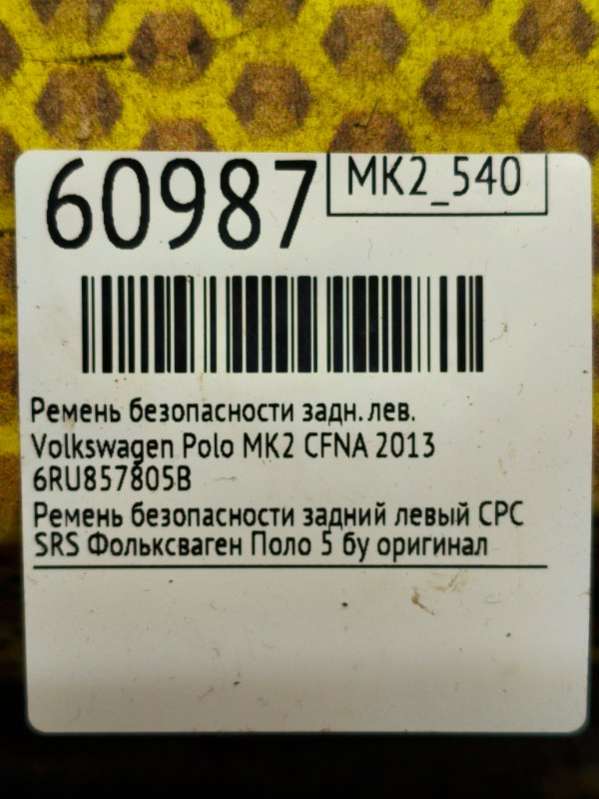 60987
MK2_540
Ремень безопасности задн. лев.
Volkswagen Polo MK2 CFNA 2013
6RU857805B
Ремень безопасности задний левый СРС
SRS Фольксваген Поло 5 бу оригинал